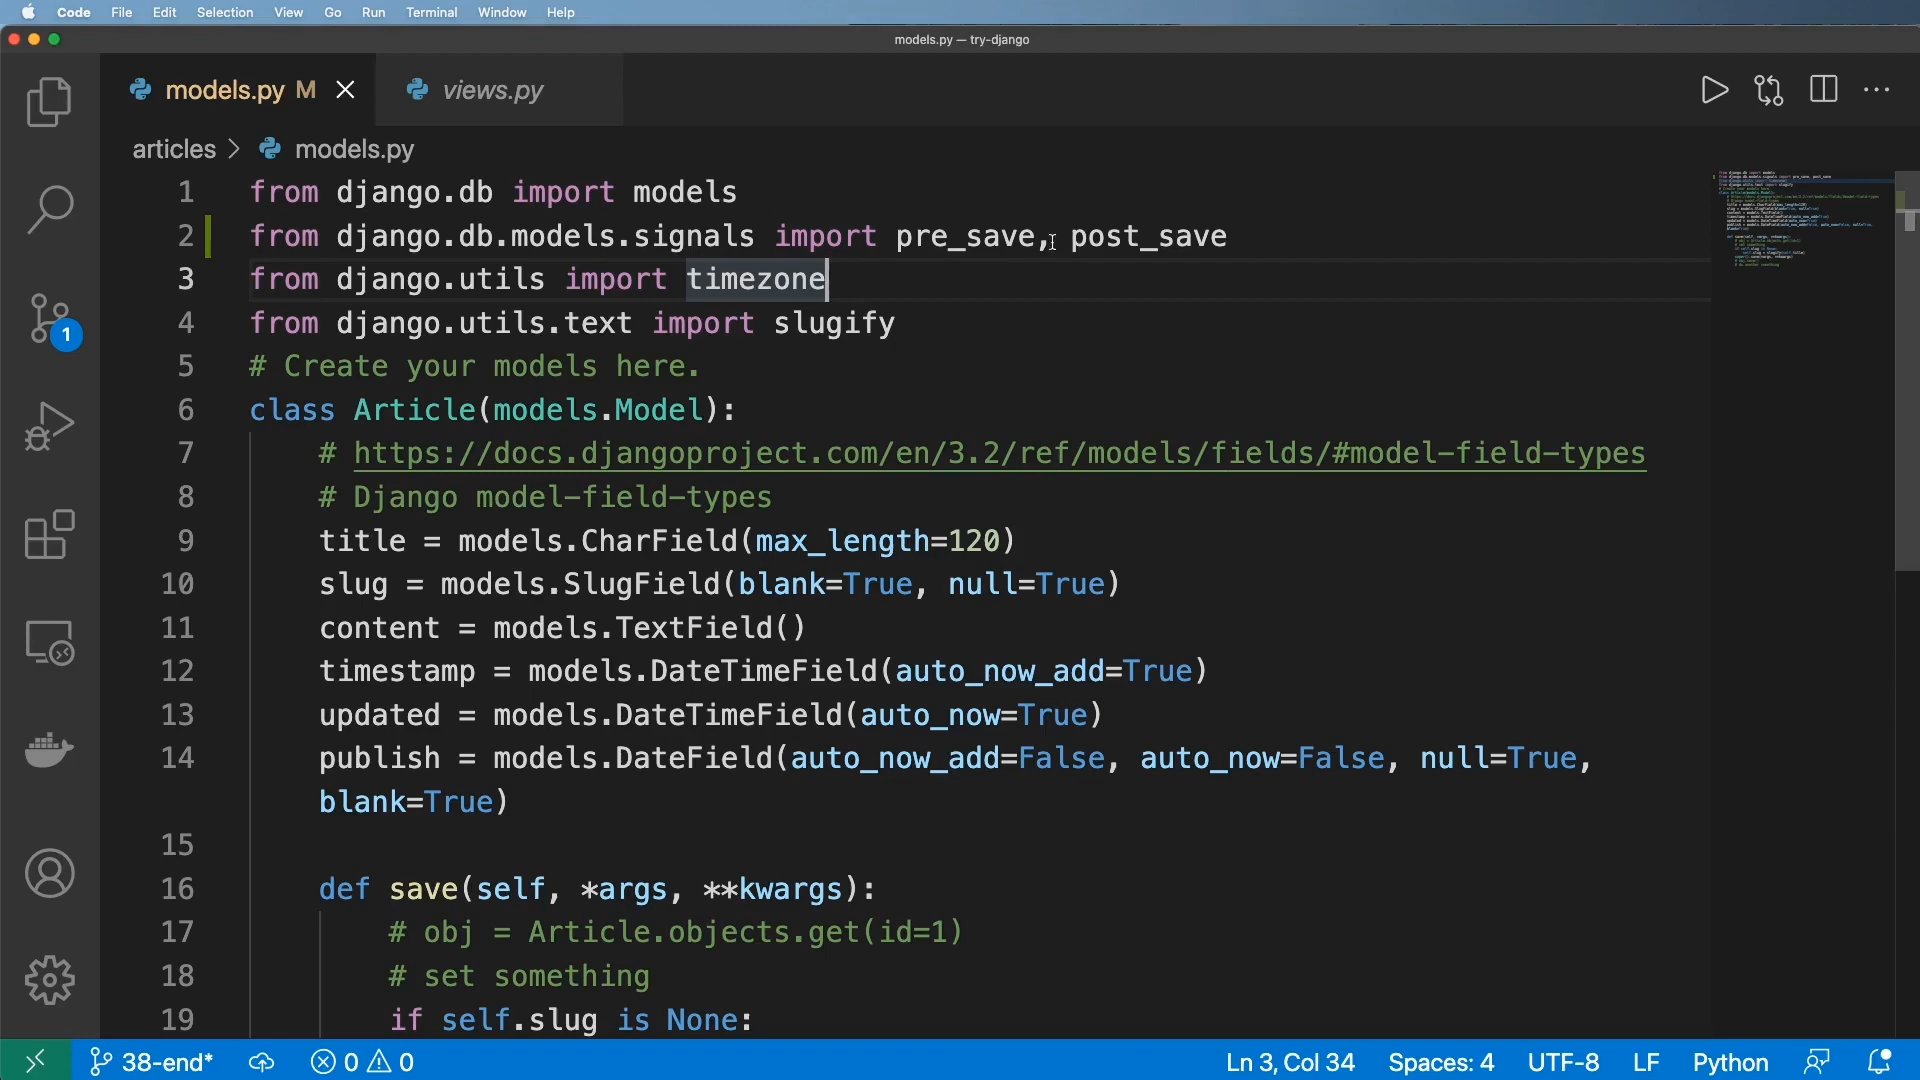 Code File Edit Selection View Go Run Terminal Window Help
models.py — try-django
models.py M views.py
articles > models.py
1 from django.db import models
2 from django.db.models.signals import pre_save, post_save
3 from django.utils import timezone
4 from django.utils.text import slugify
5 # Create your models here.
6 class Article(models.Model):
7 # https://docs.djangoproject.com/en/3.2/ref/models/fields/#model-field-types
8 # Django model-field-types
9 title = models.CharField(max_length=120)
10 slug = models.SlugField(blank=True, null=True)
11 content = models.TextField()
12 timestamp = models.DateTimeField(auto_now_add=True)
13 updated = models.DateTimeField(auto_now=True)
14 publish = models.DateField(auto_now_add=False, auto_now=False, null=True,
blank=True)
15
16 def save(self, *args, **kwargs):
17 # obj = Article.objects.get(id=1)
18 # set something
19 if self.slug is None:
1
38-end* 0 0 Ln 3, Col 34 Spaces: 4 UTF-8 LF Python